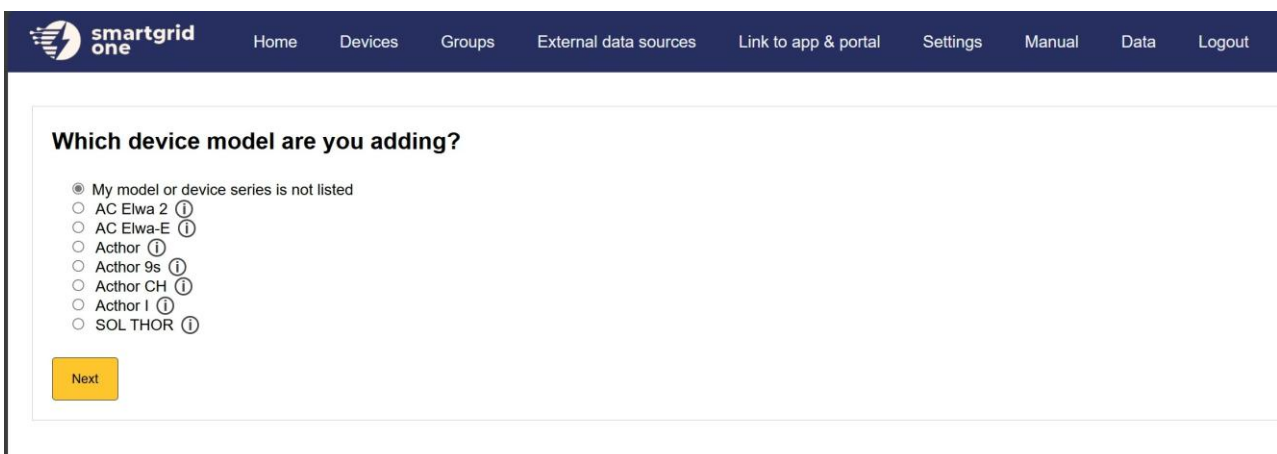 smartgrid
one
Home Devices Groups External data sources Link to app & portal Settings Manual Data Logout
Which device model are you adding?
My model or device series is not listed
AC Elwa 2 i
AC Elwa-E i
Acthor i
Acthor 9s i
Acthor CH i
Acthor I i
SOL THOR i
Next